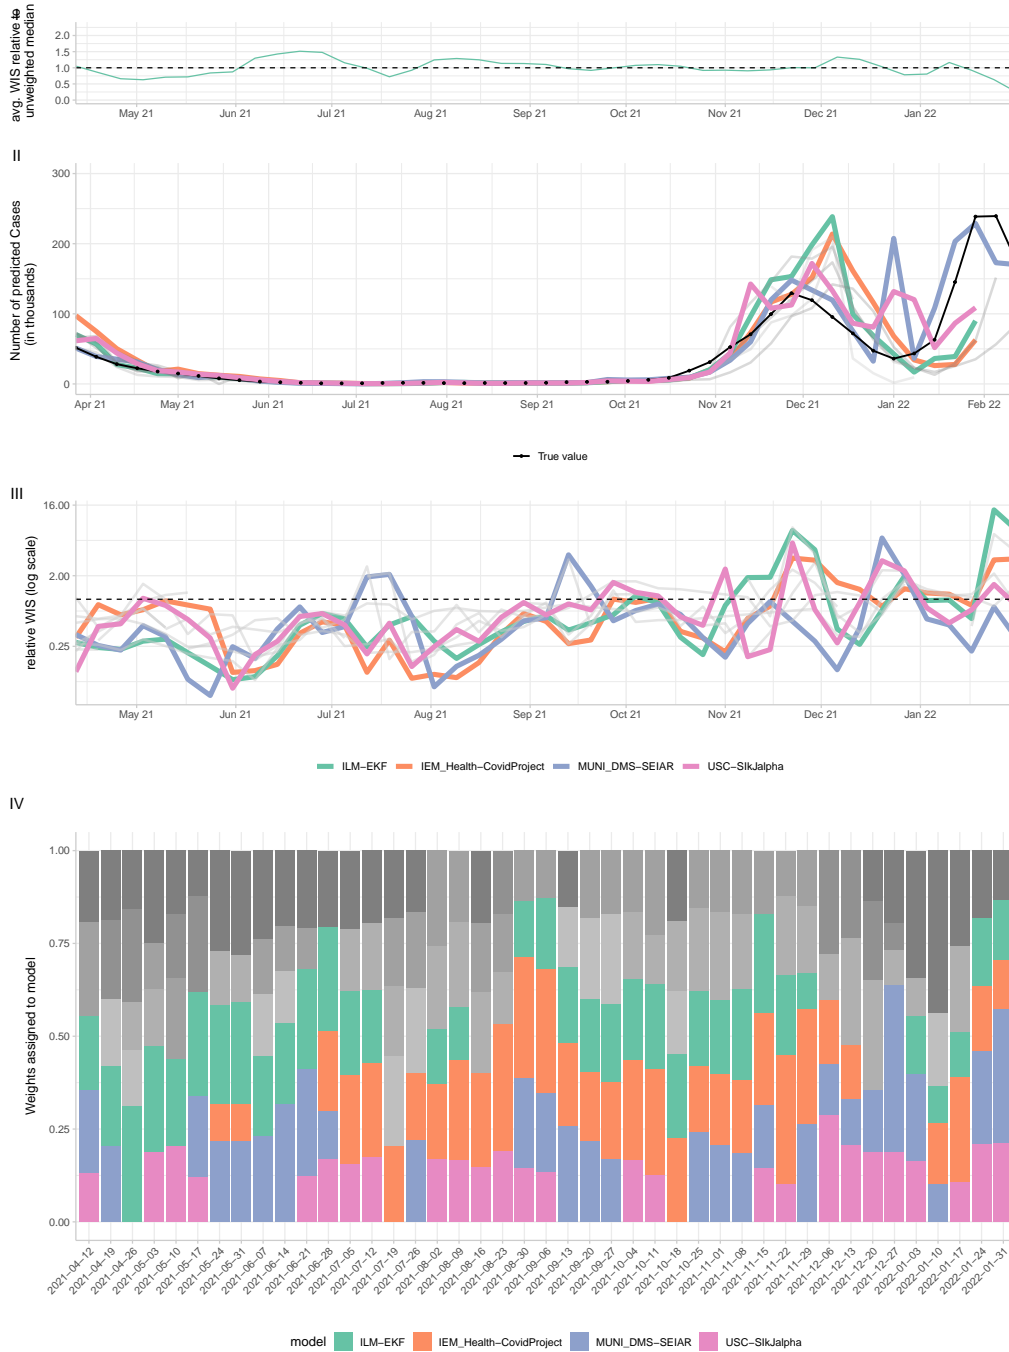 I
avg. WIS relative to
unweighted median
2.0
1.5
1.0
0.5
0.0
May 21
Jun 21
Jul 21
Aug 21
Sep 21
Oct 21
Nov 21
Dec 21
Jan 22
II
Number of predicted Cases
(in thousands)
300
200
100
0
Apr 21
May 21
Jun 21
Jul 21
Aug 21
Sep 21
Oct 21
Nov 21
Dec 21
Jan 22
Feb 22
True value
III
relative WIS (log scale)
16.00
2.00
0.25
May 21
Jun 21
Jul 21
Aug 21
Sep 21
Oct 21
Nov 21
Dec 21
Jan 22
ILM−EKF
IEM_Health−CovidProject
MUNI_DMS−SEIAR
USC−SIkJalpha
IV
Weights assigned to model
1.00
0.75
0.50
0.25
0.00
2021−04−12
2021−04−19
2021−04−26
2021−05−03
2021−05−10
2021−05−17
2021−05−24
2021−05−31
2021−06−07
2021−06−14
2021−06−21
2021−06−28
2021−07−05
2021−07−12
2021−07−19
2021−07−26
2021−08−02
2021−08−09
2021−08−16
2021−08−23
2021−08−30
2021−09−06
2021−09−13
2021−09−20
2021−09−27
2021−10−04
2021−10−11
2021−10−18
2021−10−25
2021−11−01
2021−11−08
2021−11−15
2021−11−22
2021−11−29
2021−12−06
2021−12−13
2021−12−20
2021−12−27
2022−01−03
2022−01−10
2022−01−17
2022−01−24
2022−01−31
model
ILM−EKF
IEM_Health−CovidProject
MUNI_DMS−SEIAR
USC−SIkJalpha